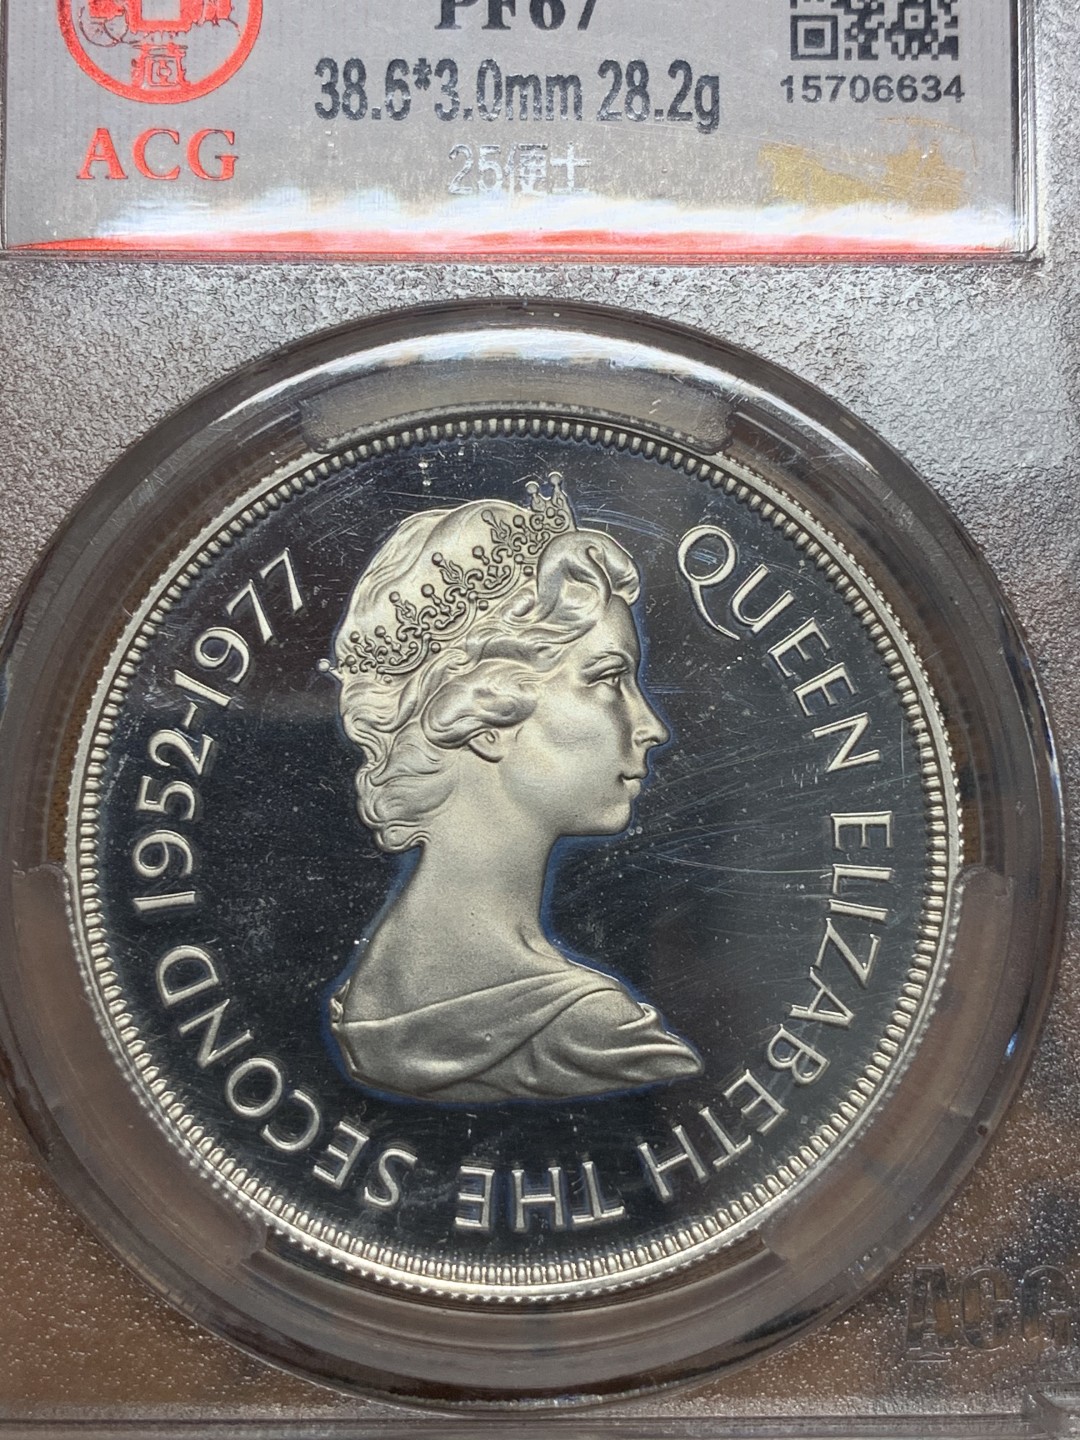 PF67
38.6*3.0mm 28.2g
15706634
ACG
25便士
QUEEN ELIZABETH THE SECOND 1952-1977
ACG